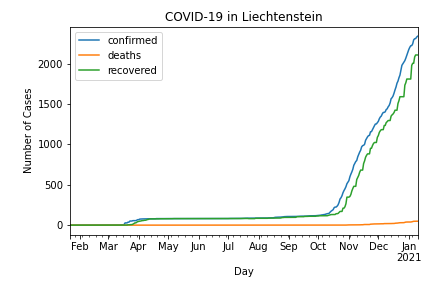 COVID-19 in Liechtenstein
confirmed
deaths
recovered
Number of Cases
2000
1500
1000
500
0
Feb Mar Apr May Jun Jul Aug Sep Oct Nov Dec Jan
2021
Day